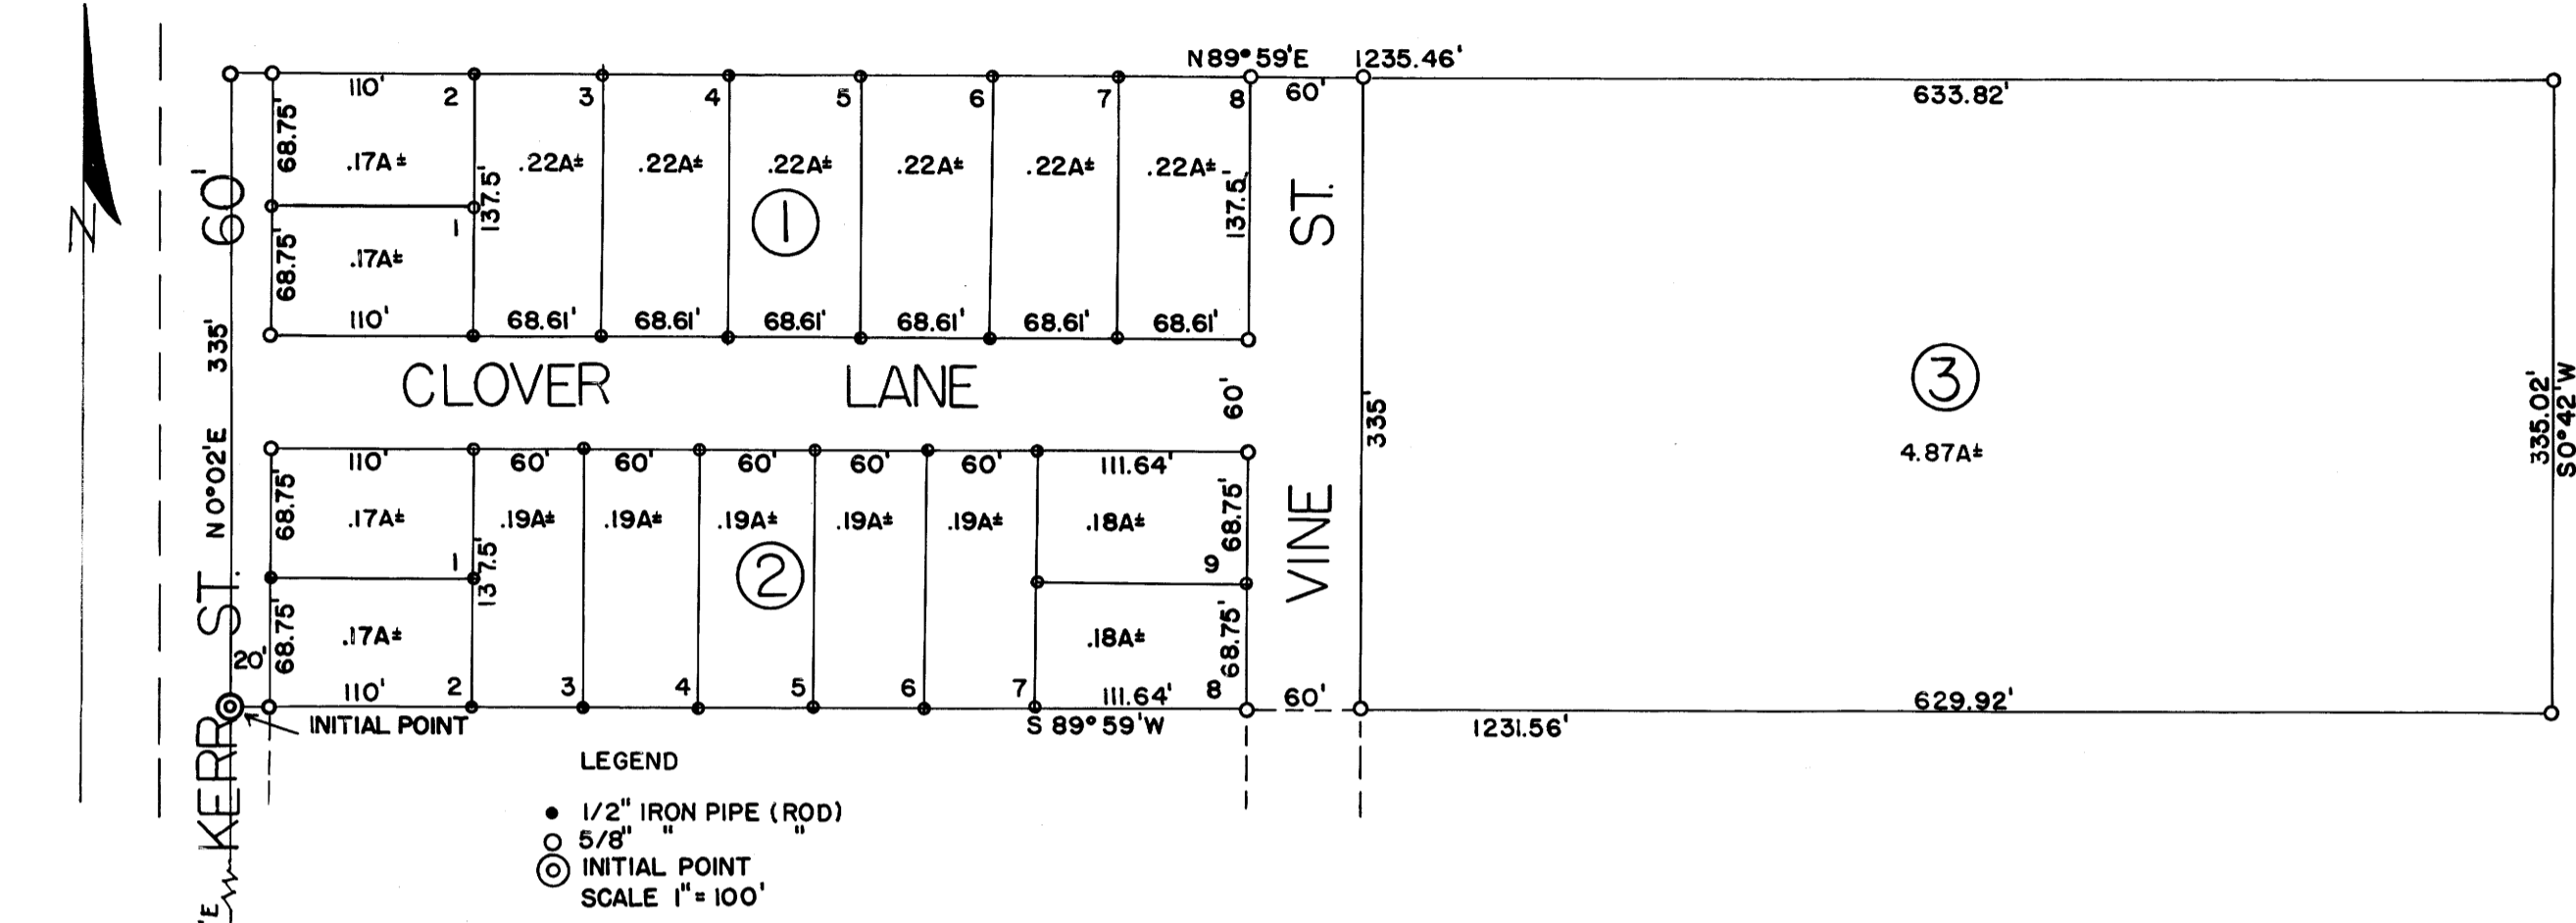 N89°59'E 1235.46'
110' 2 3 4 5 6 7 8 60' 633.82'
68.75' .17A± 137.5' .22A± .22A± .22A± .22A± .22A± .22A± 137.5'
1
68.75' .17A±
①
110' 68.61' 68.61' 68.61' 68.61' 68.61' 68.61'
N
KERR ST. 60'
N 0°02'E 335'
CLOVER LANE
60'
VINE ST.
335'
③
4.87A±
335.02'
S0°42'W
110' 60' 60' 60' 60' 60' 111.64'
68.75' .17A± .19A± .19A± .19A± .19A± .19A± .18A± 68.75'
1 137.5' 9
②
68.75' .17A± .18A± 68.75'
20'
110' 2 3 4 5 6 7 111.64' 8 60' 629.92'
INITIAL POINT S 89°59'W 1231.56'
LEGEND
1/2" IRON PIPE (ROD)
5/8" " "
INITIAL POINT
SCALE 1"=100'
'E